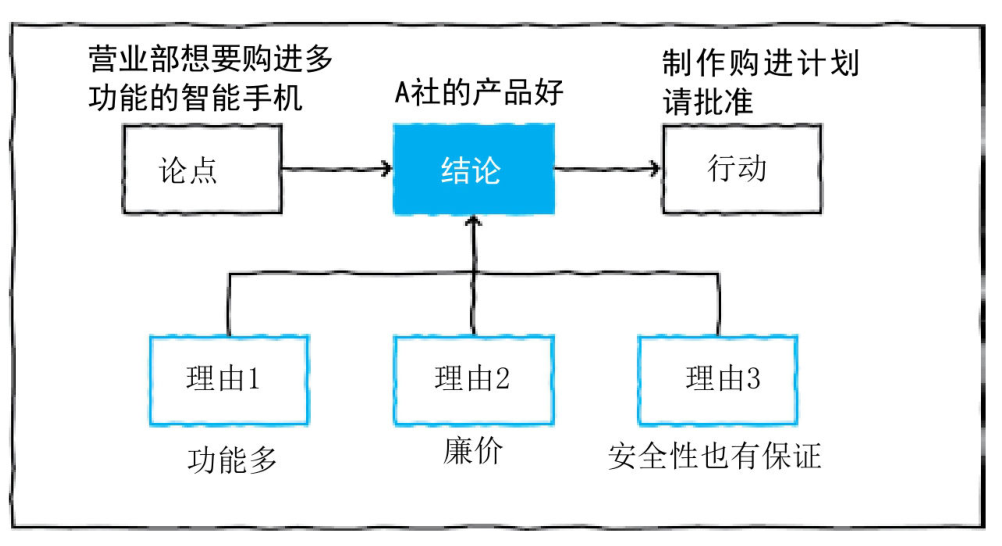 营业部想要购进多
功能的智能手机
A社的产品好
制作购进计划
请批准
论点
结论
行动
理由1
理由2
理由3
功能多
廉价
安全性也有保证